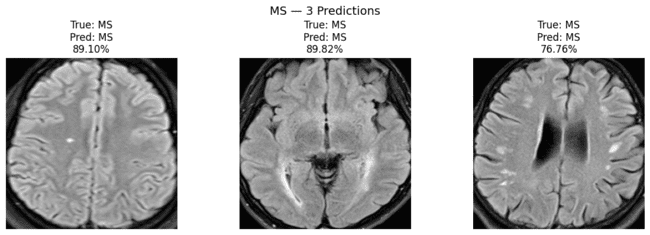 MS — 3 Predictions
True: MS
Pred: MS
89.10%
True: MS
Pred: MS
89.82%
True: MS
Pred: MS
76.76%